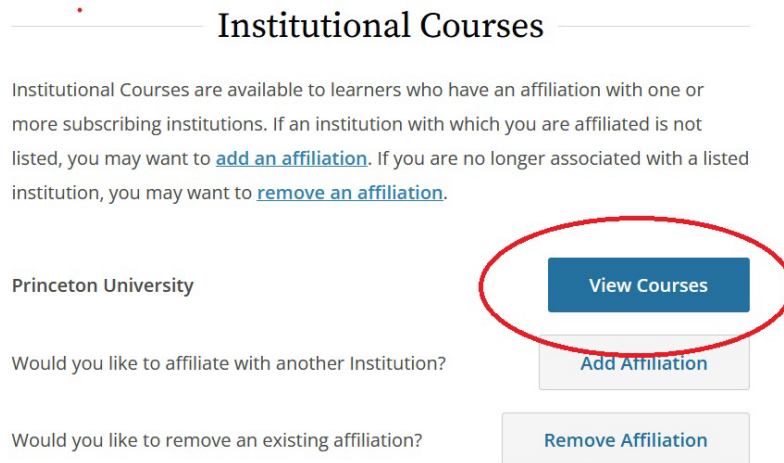 Institutional Courses
Institutional Courses are available to learners who have an affiliation with one or
more subscribing institutions. If an institution with which you are affiliated is not
listed, you may want to add an affiliation. If you are no longer associated with a listed
institution, you may want to remove an affiliation.
Princeton University View Courses
Would you like to affiliate with another Institution? Add Affiliation
Would you like to remove an existing affiliation? Remove Affiliation